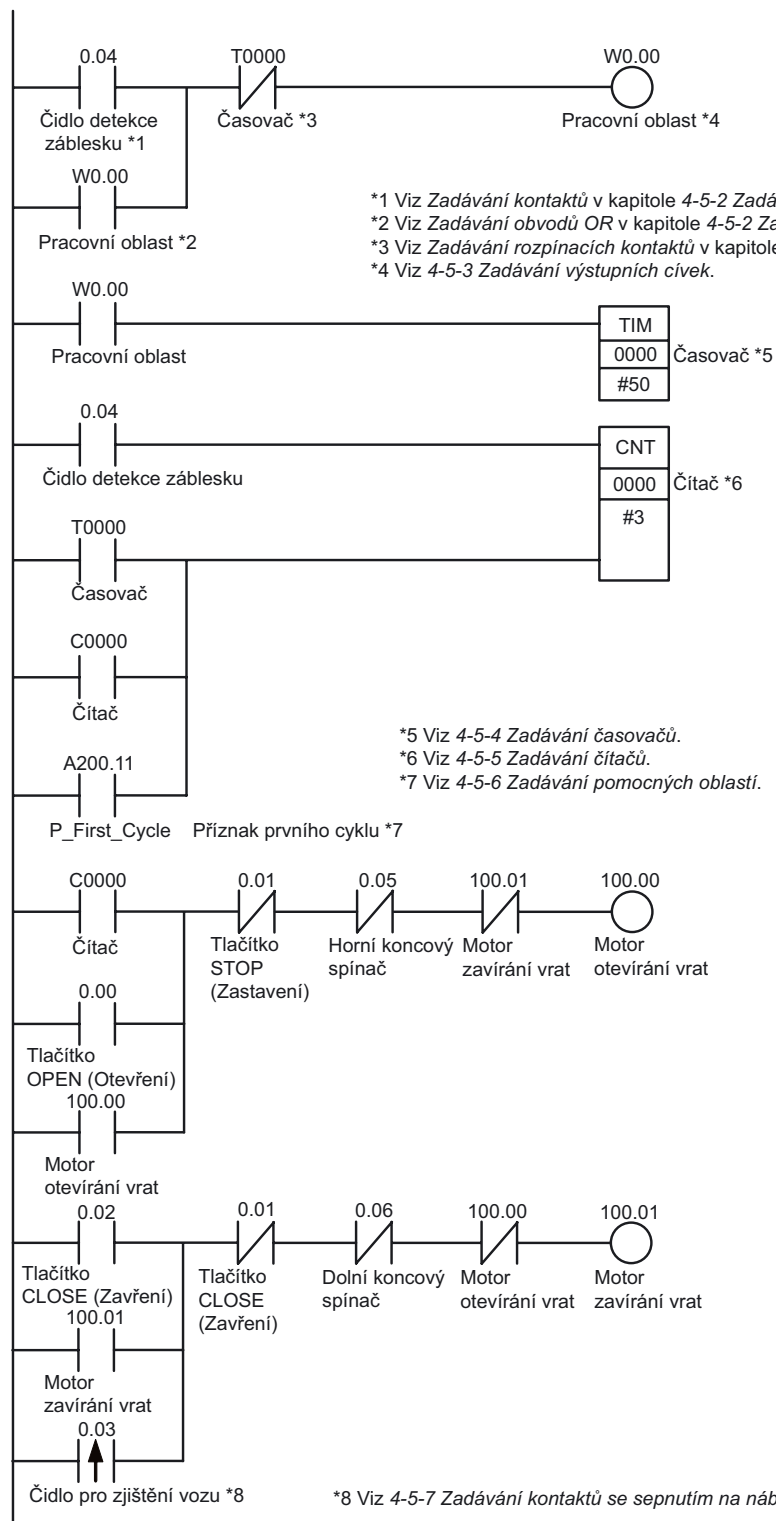 0.04 T0000 W0.00
Čidlo detekce Časovač *3 Pracovní oblast *4
záblesku *1
W0.00
Pracovní oblast *2
*1 Viz Zadávání kontaktů v kapitole 4-5-2 Zadá
*2 Viz Zadávání obvodů OR v kapitole 4-5-2 Za
*3 Viz Zadávání rozpínacích kontaktů v kapitole
*4 Viz 4-5-3 Zadávání výstupních cívek.
W0.00
Pracovní oblast
TIM
0000 Časovač *5
#50
0.04
Čidlo detekce záblesku
CNT
0000 Čítač *6
#3
T0000
Časovač
C0000
Čítač
A200.11
P_First_Cycle Příznak prvního cyklu *7
*5 Viz 4-5-4 Zadávání časovačů.
*6 Viz 4-5-5 Zadávání čítačů.
*7 Viz 4-5-6 Zadávání pomocných oblastí.
C0000 0.01 0.05 100.01 100.00
Čítač
Tlačítko
STOP
(Zastavení)
Horní koncový
spínač
Motor
zavírání vrat
Motor
otevírání vrat
0.00
Tlačítko
OPEN (Otevření)
100.00
Motor
otevírání vrat
0.02 0.01 0.06 100.00 100.01
Tlačítko
CLOSE (Zavření)
Tlačítko
CLOSE
(Zavření)
Dolní koncový
spínač
Motor
otevírání vrat
Motor
zavírání vrat
100.01
Motor
zavírání vrat
0.03
Čidlo pro zjištění vozu *8
*8 Viz 4-5-7 Zadávání kontaktů se sepnutím na náb